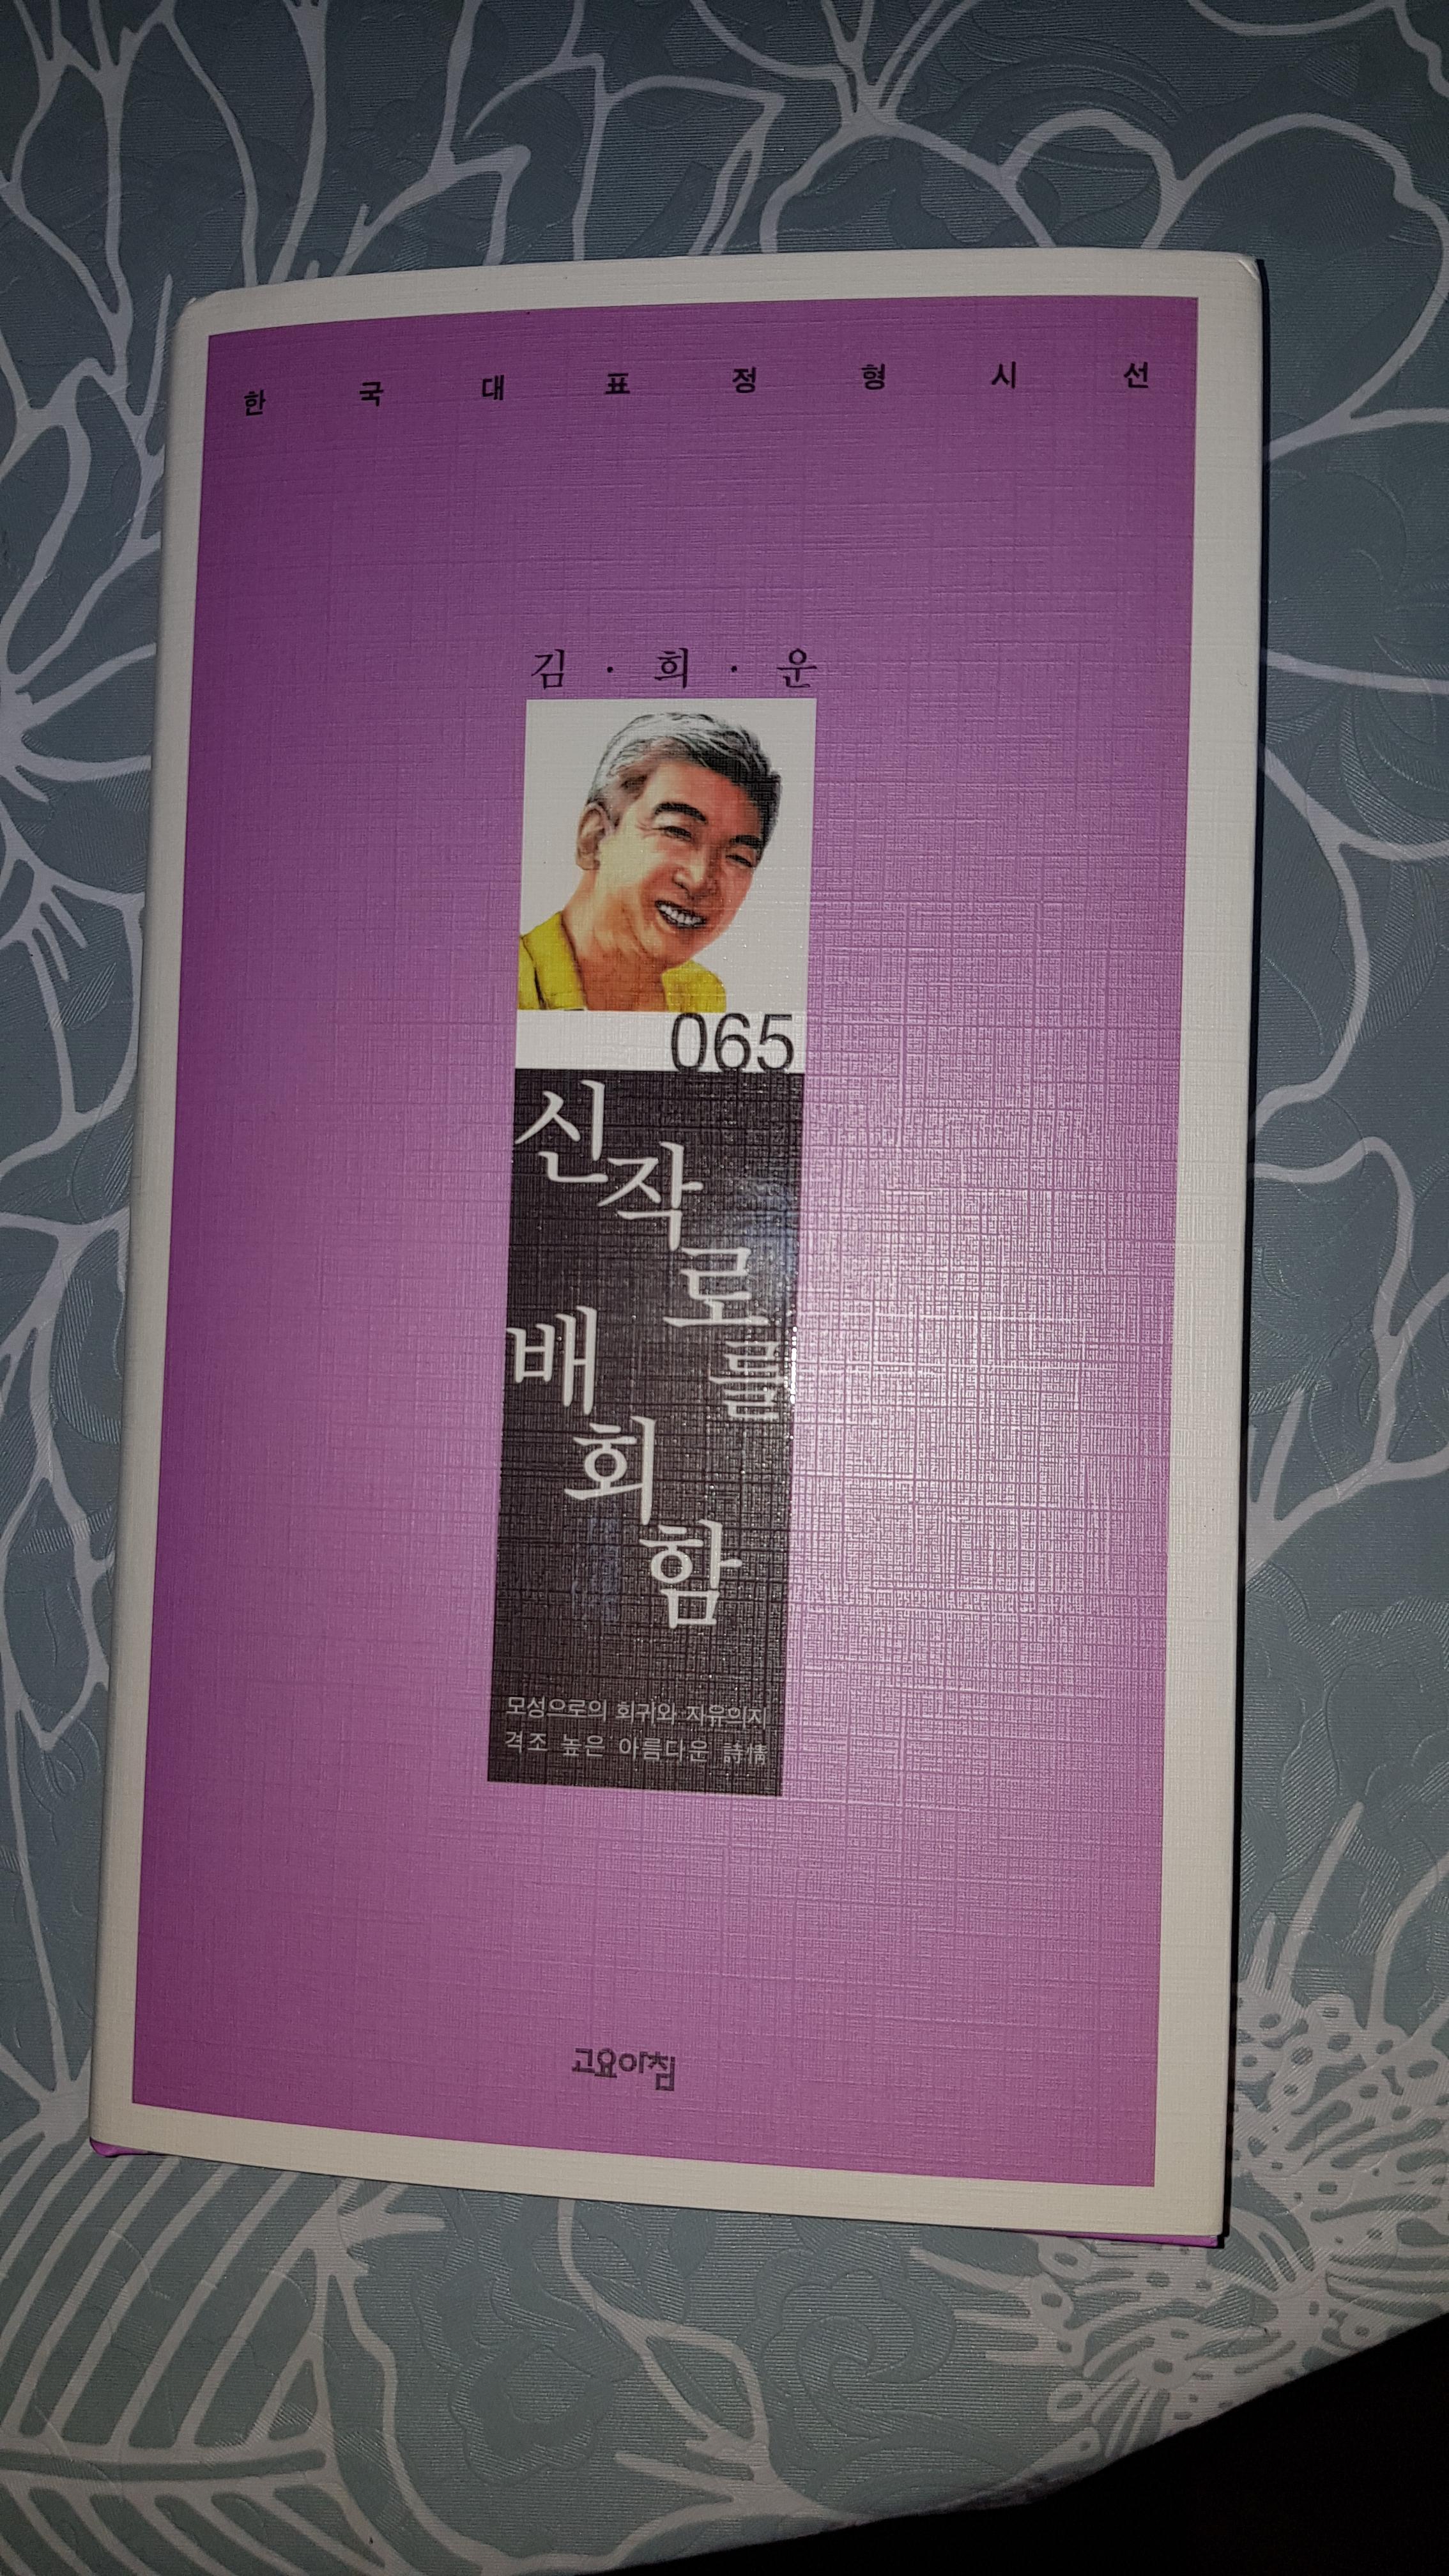 한국대표정형시선
김·희·운
065
신작로를
배회함
모성으로의 회귀와 자유의지
격조 높은 아름다운 詩情
고요아침